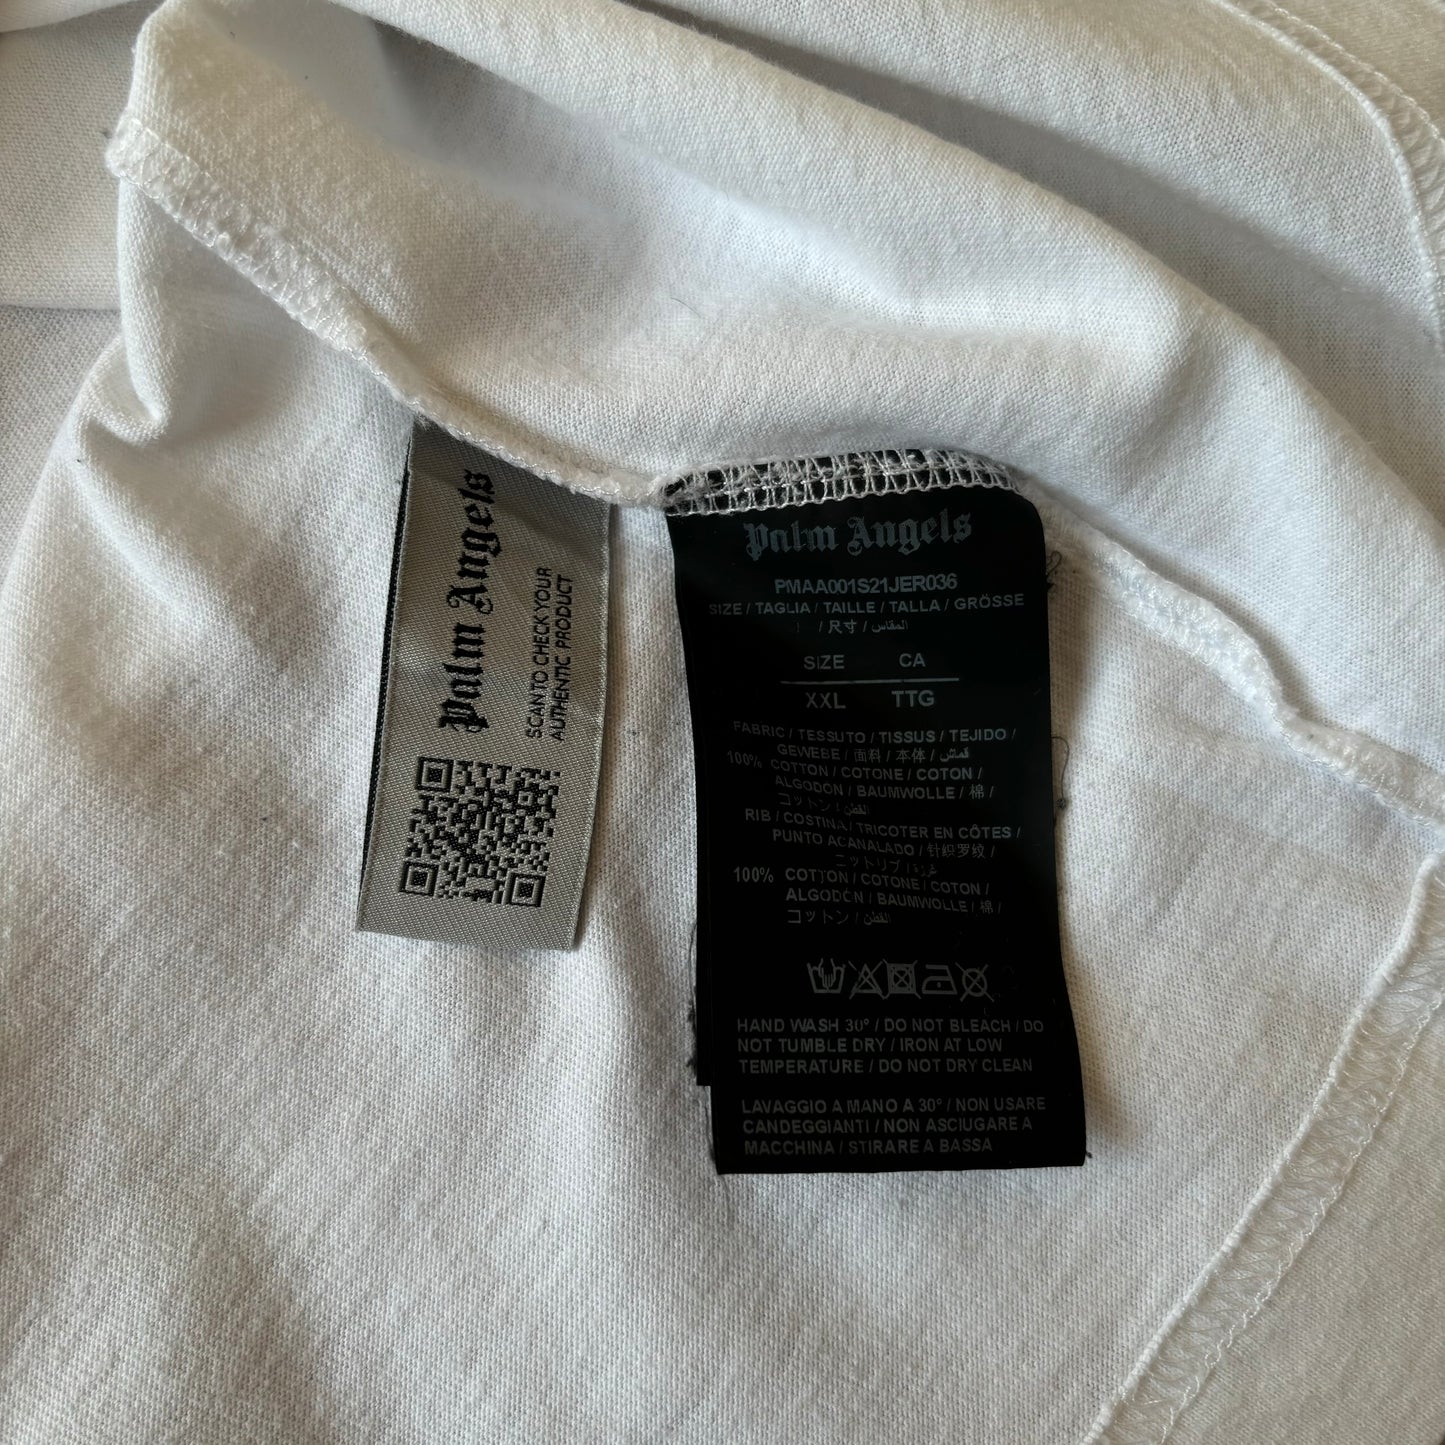 Palm Angels
SCANTO CHECK YOUR
AUTHENTIC PRODUCT
Palm Angels
PMAA001S21JER036
SIZE / TAGLIA / TAILLE / TALLA / GRÖSSE
/ 尺寸 / المقاس
SIZE CA
XXL TTG
FABRIC / TESSUTO / TISSUS / TEJIDO /
GEWEBE / 面料 / 本体 / قماش
100% COTTON / COTONE / COTON /
ALGODON / BAUMWOLLE / 棉 /
コットン / القطن
RIB / COSTINA / TRICOTER EN CÔTES /
PUNTO ACANALADO / 针织罗纹 /
ニットリブ /
100% COTTON / COTONE / COTON /
ALGODON / BAUMWOLLE / 棉 /
コットン / القطن
HAND WASH 30° / DO NOT BLEACH / DO
NOT TUMBLE DRY / IRON AT LOW
TEMPERATURE / DO NOT DRY CLEAN
LAVAGGIO A MANO A 30° / NON USARE
CANDEGGIANTI / NON ASCIUGARE A
MACCHINA / STIRARE A BASSA